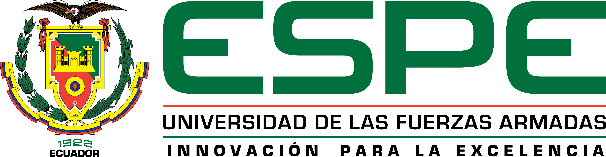 ESPE
UNIVERSIDAD DE LAS FUERZAS ARMADAS
INNOVACIÓN PARA LA EXCELENCIA
1922
ECUADOR